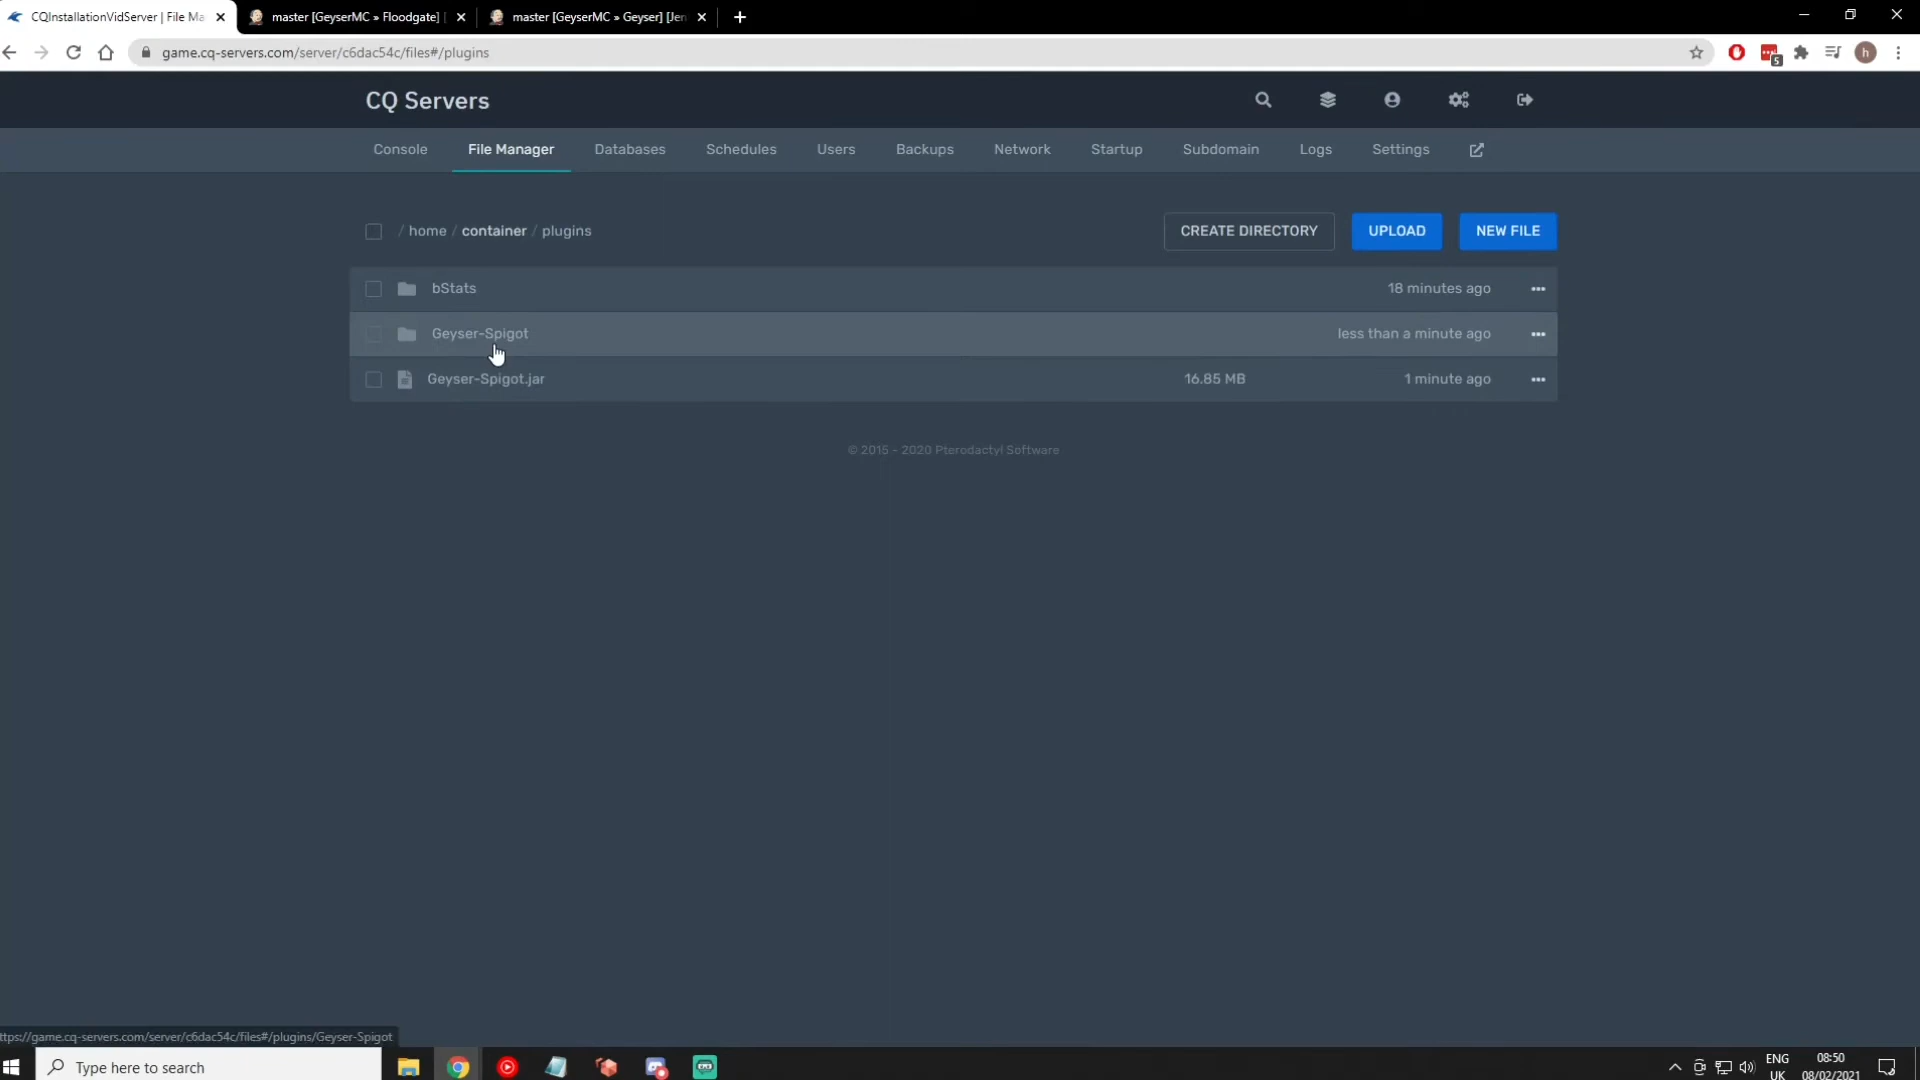 CQInstallationVidServer | File Ma
master [GeyserMC » Floodgate]
master [GeyserMC » Geyser] [Jen
game.cq-servers.com/server/c6dac54c/files#/plugins
5
h
CQ Servers
Console
File Manager
Databases
Schedules
Users
Backups
Network
Startup
Subdomain
Logs
Settings
/ home / container / plugins
CREATE DIRECTORY
UPLOAD
NEW FILE
bStats
18 minutes ago
Geyser-Spigot
less than a minute ago
Geyser-Spigot.jar
16.85 MB
1 minute ago
© 2015 - 2020 Pterodactyl Software
ttps://game.cq-servers.com/server/c6dac54c/files#/plugins/Geyser-Spigot
Type here to search
ENG
UK
08:50
08/02/2021